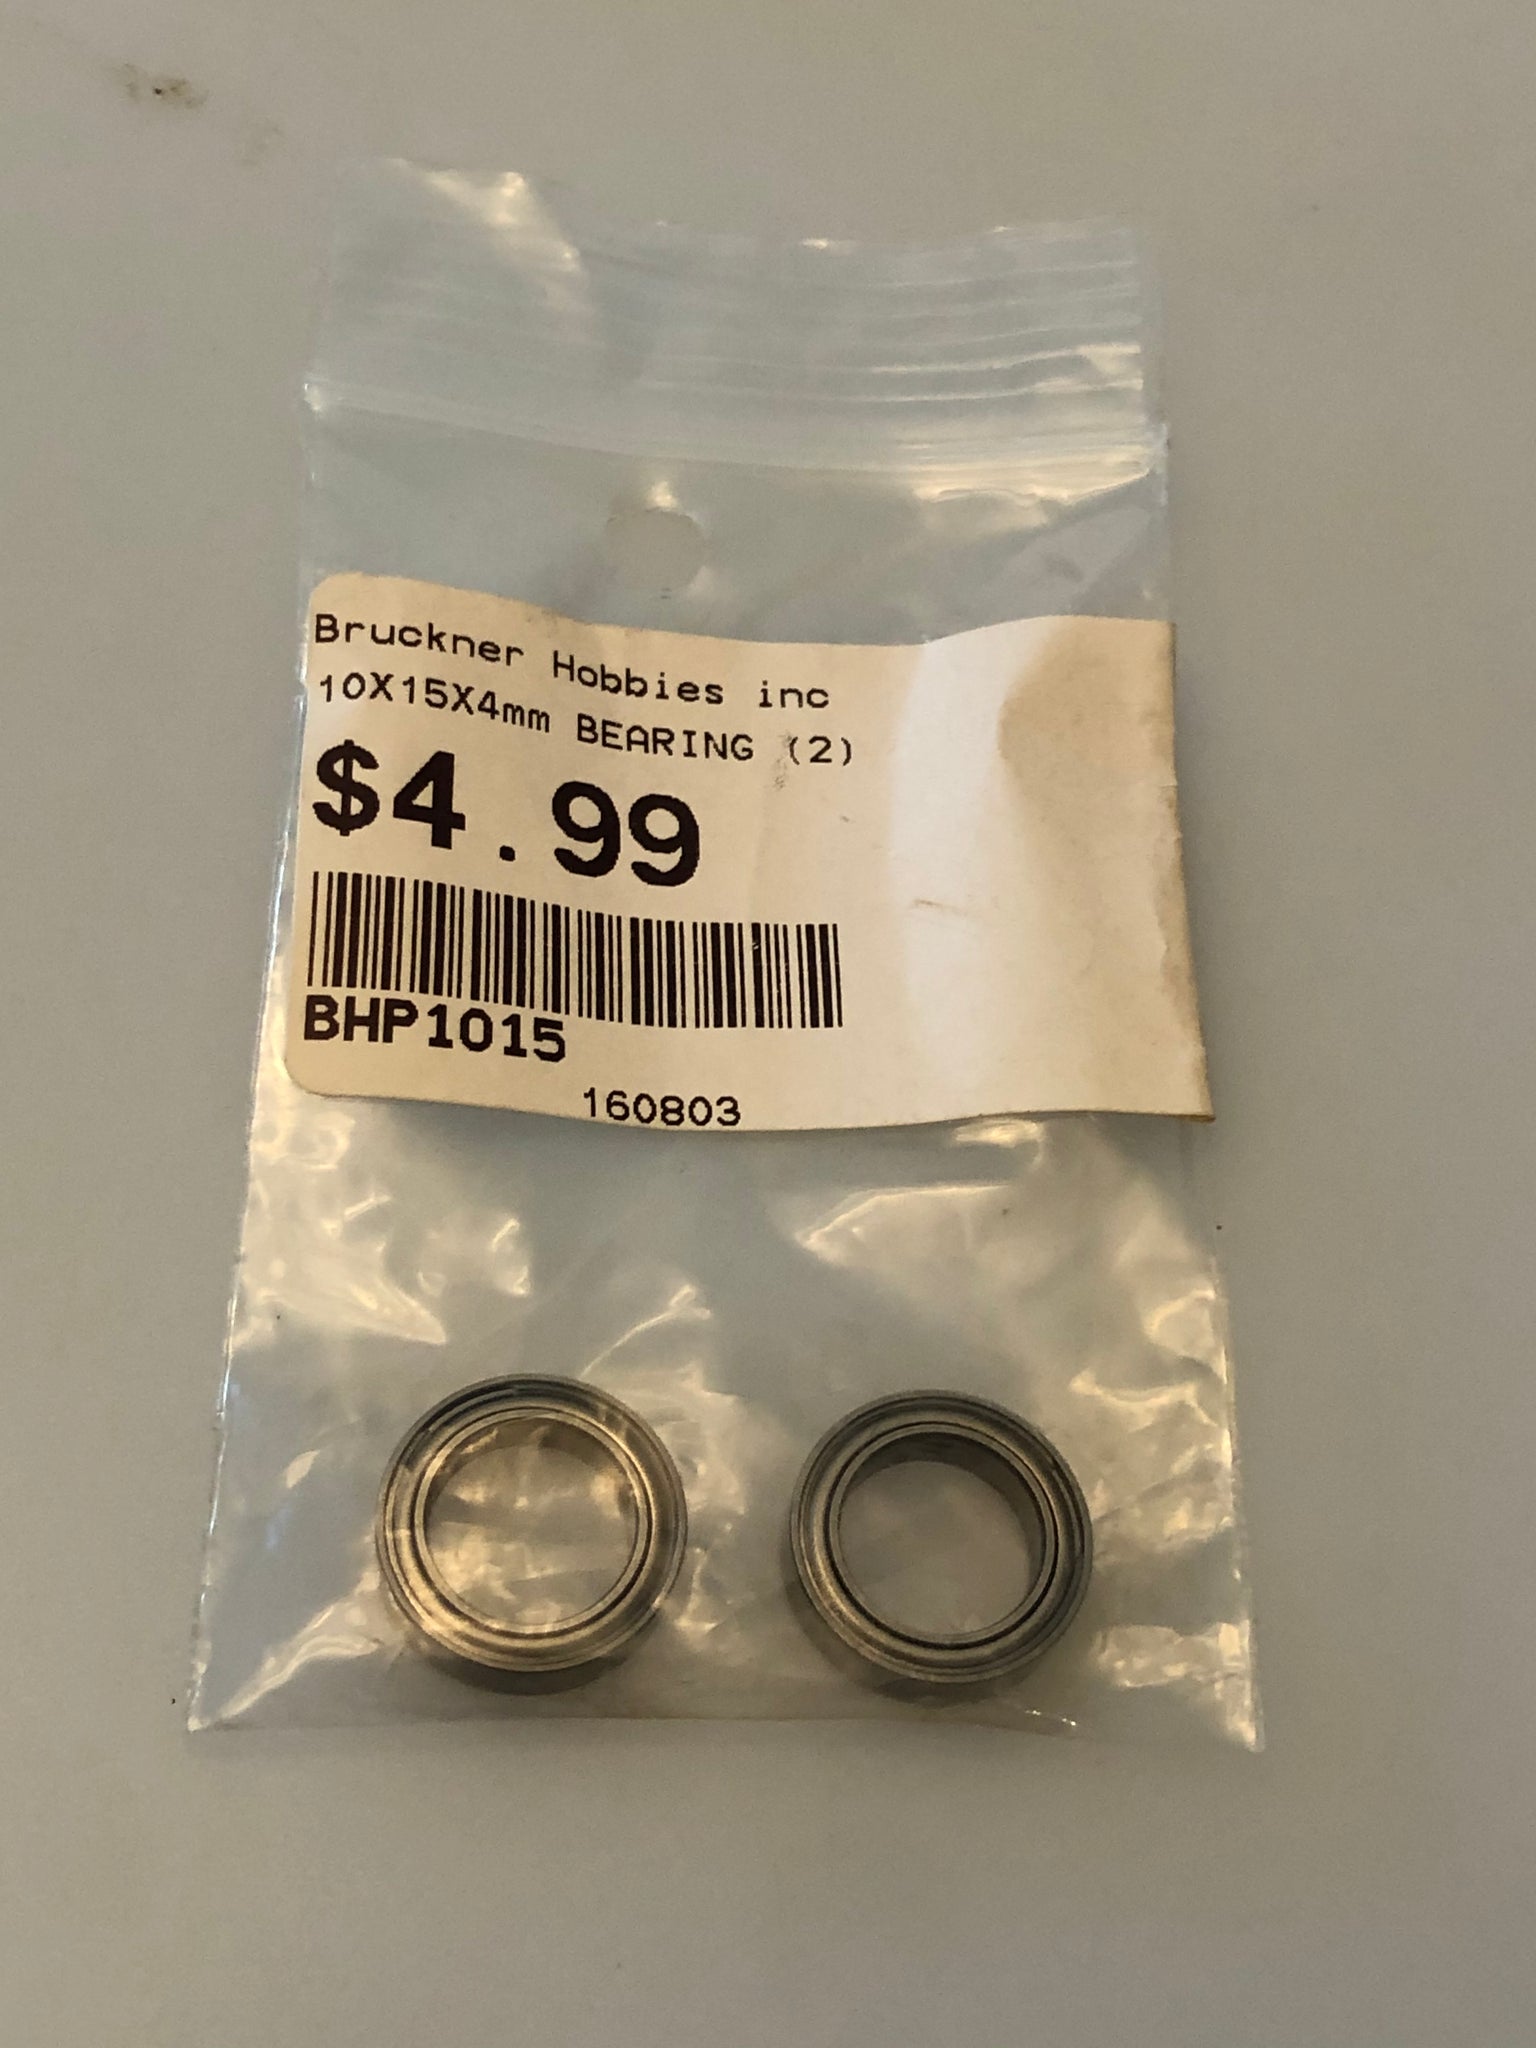 Bruckner Hobbies inc
10X15X4mm BEARING (2)
$4.99
BHP1015
160803